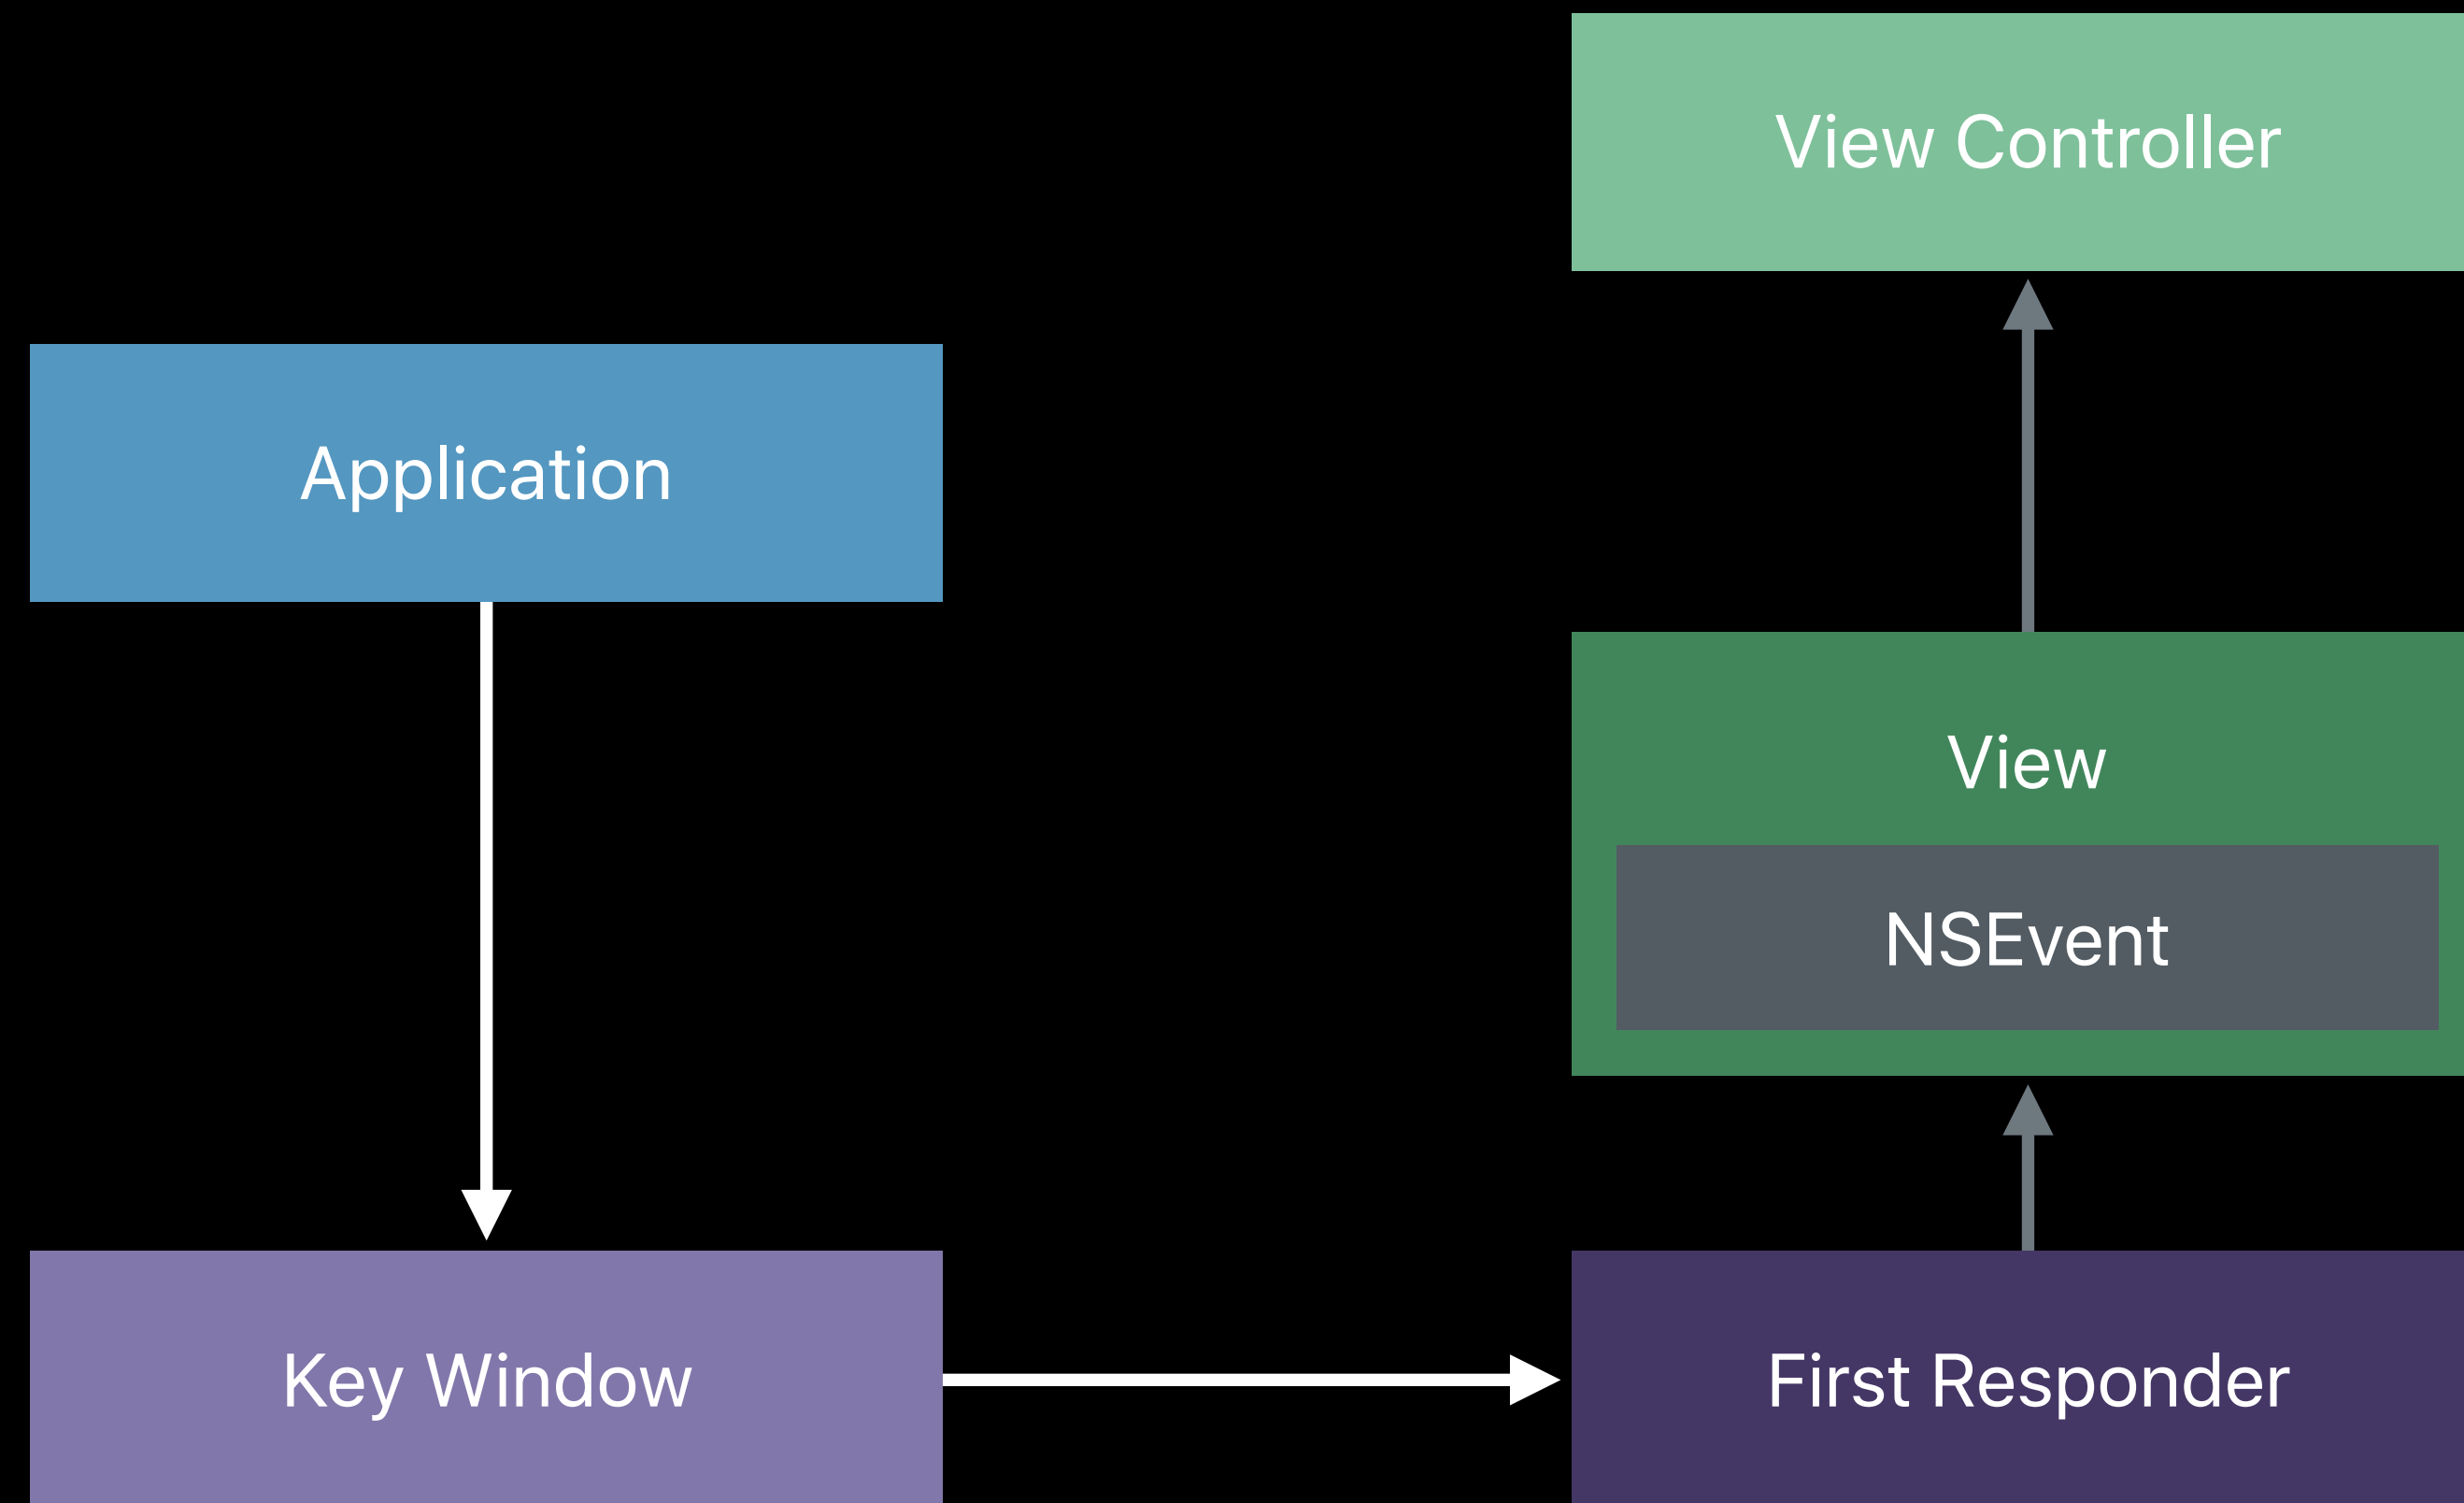 View Controller
Application
View
NSEvent
Key Window
First Responder